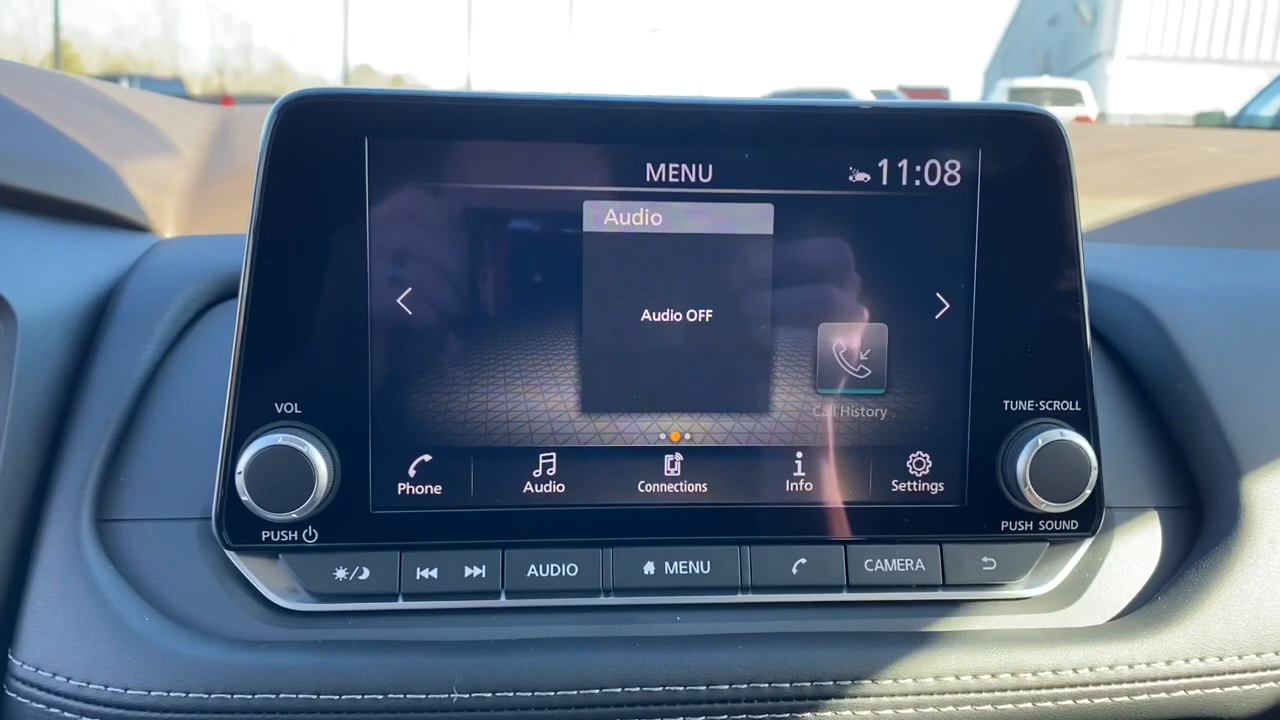 MENU
11:08
Audio
Audio OFF
Call History
VOL
TUNE·SCROLL
Phone
Audio
Connections
Info
Settings
PUSH
PUSH SOUND
AUDIO
MENU
CAMERA